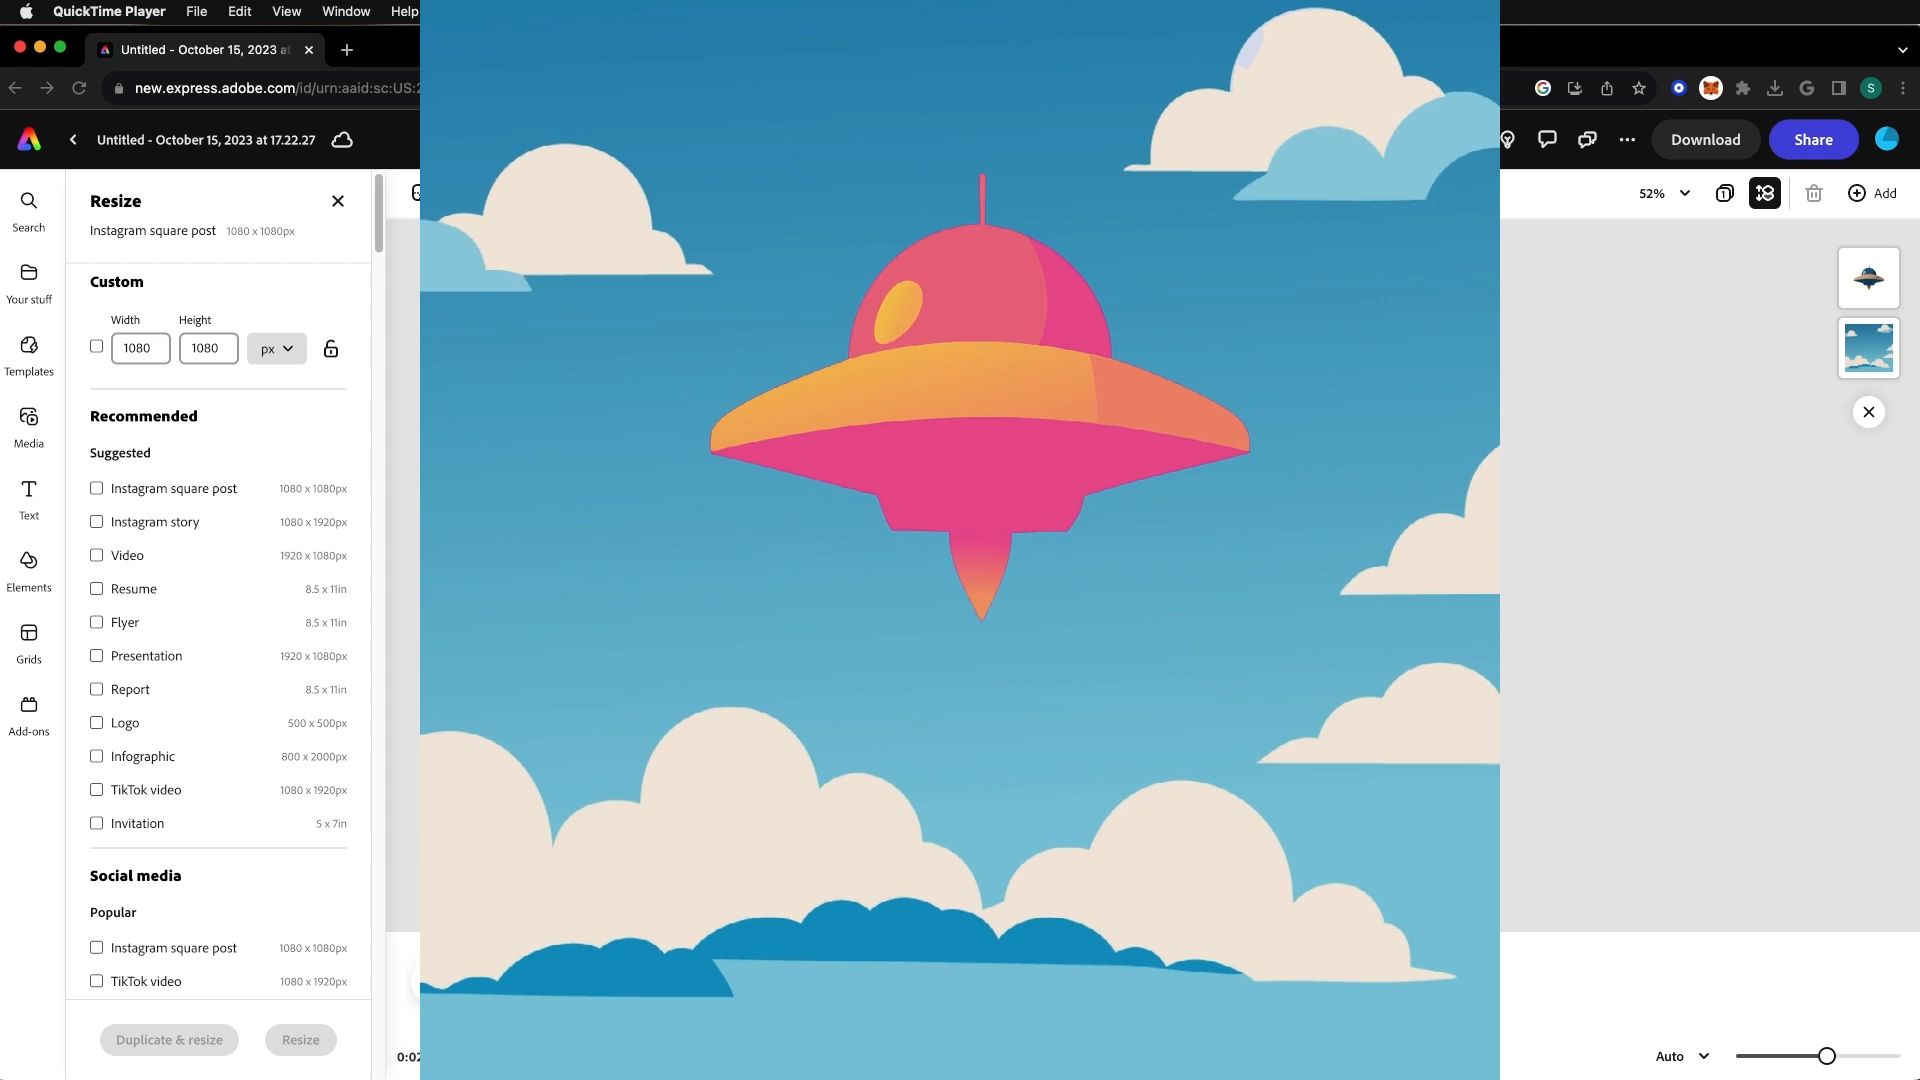 QuickTime Player File Edit View Window Help
Untitled - October 15, 2023 at
new.express.adobe.com/id/urn:aaid:sc:US:2
S
Untitled - October 15, 2023 at 17.22.27
Download
Share
Resize
Instagram square post 1080 x 1080px
52%
1
Add
Search
Your stuff
Templates
Media
Text
Elements
Grids
Add-ons
Custom
Width Height
1080 1080 px
Recommended
Suggested
Instagram square post 1080 x 1080px
Instagram story 1080 x 1920px
Video 1920 x 1080px
Resume 8.5 x 11in
Flyer 8.5 x 11in
Presentation 1920 x 1080px
Report 8.5 x 11in
Logo 500 x 500px
Infographic 800 x 2000px
TikTok video 1080 x 1920px
Invitation 5 x 7in
Social media
Popular
Instagram square post 1080 x 1080px
TikTok video 1080 x 1920px
Duplicate & resize Resize
0:02
Auto